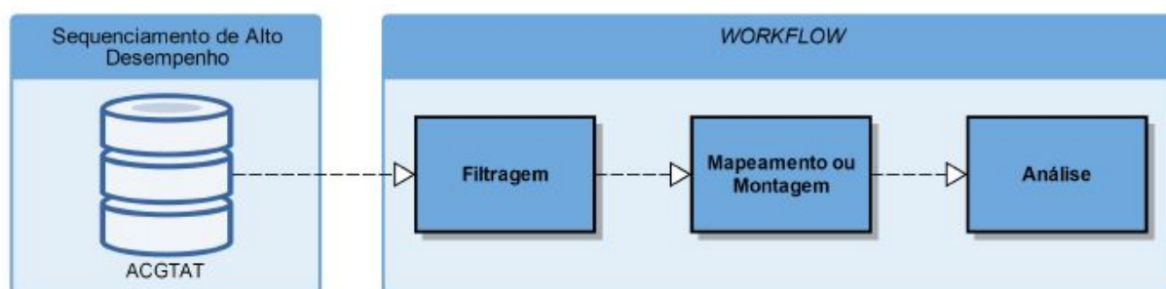 Sequenciamento de Alto
Desempenho
ACGTAT
WORKFLOW
Filtragem
Mapeamento ou
Montagem
Análise